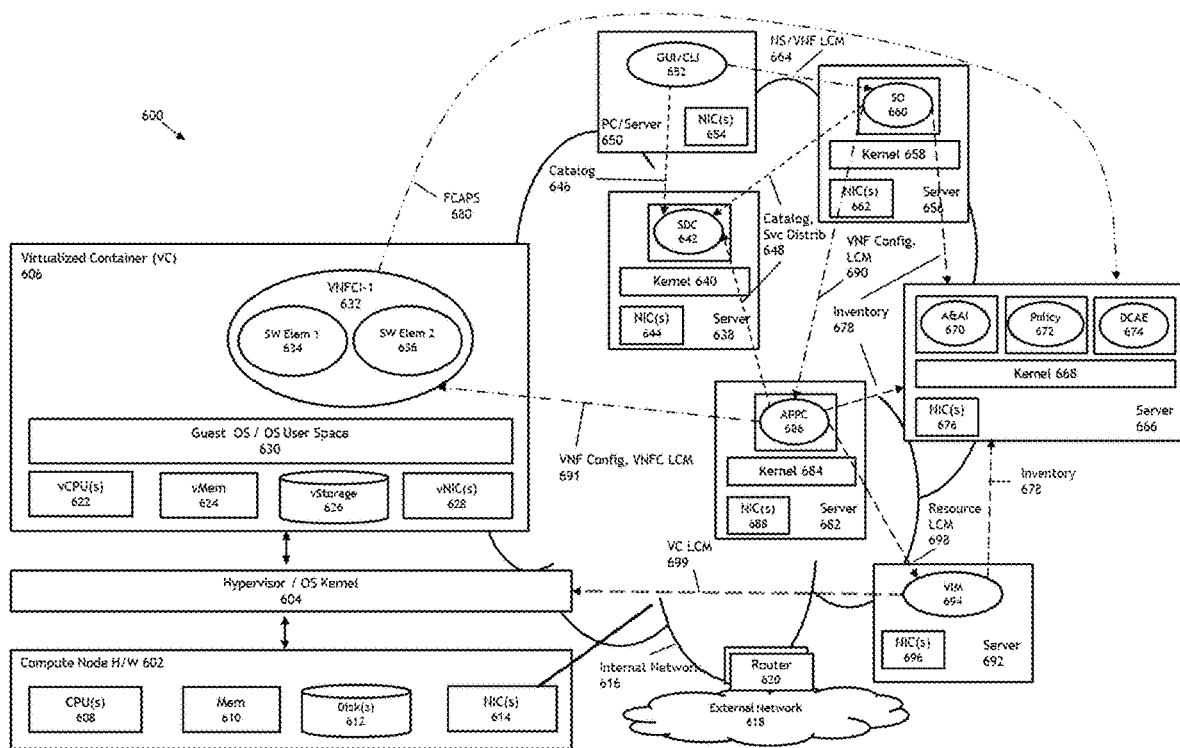 600
FCAPS
680
GUI/CLI
652
NIC(s)
654
PC/Server
650
NS/VNF LCM
664
SO
660
Kernel 658
NIC(s)
662
Server
656
Catalog
646
SDC
642
Kernel 640
NIC(s)
644
Server
638
Catalog,
Svc Distrib
648
VNF Config,
LCM
690
Inventory
678
A&AI
670
Policy
672
DCAE
674
Kernel 668
NIC(s)
676
Server
666
Virtualized Container (VC)
606
VNFCI-1
632
SW Elem 1
634
SW Elem 2
636
Guest OS / OS User Space
630
vCPU(s)
622
vMem
624
vStorage
626
vNIC(s)
628
VNF Config, VNFC LCM
691
APPC
686
Kernel 684
NIC(s)
688
Server
682
Inventory
678
Resource
LCM
698
VC LCM
699
Hypervisor / OS Kernel
604
VIM
694
NIC(s)
696
Server
692
Compute Node H/W 602
CPU(s)
608
Mem
610
Disk(s)
612
NIC(s)
614
Internal Network
616
Router
620
External Network
618